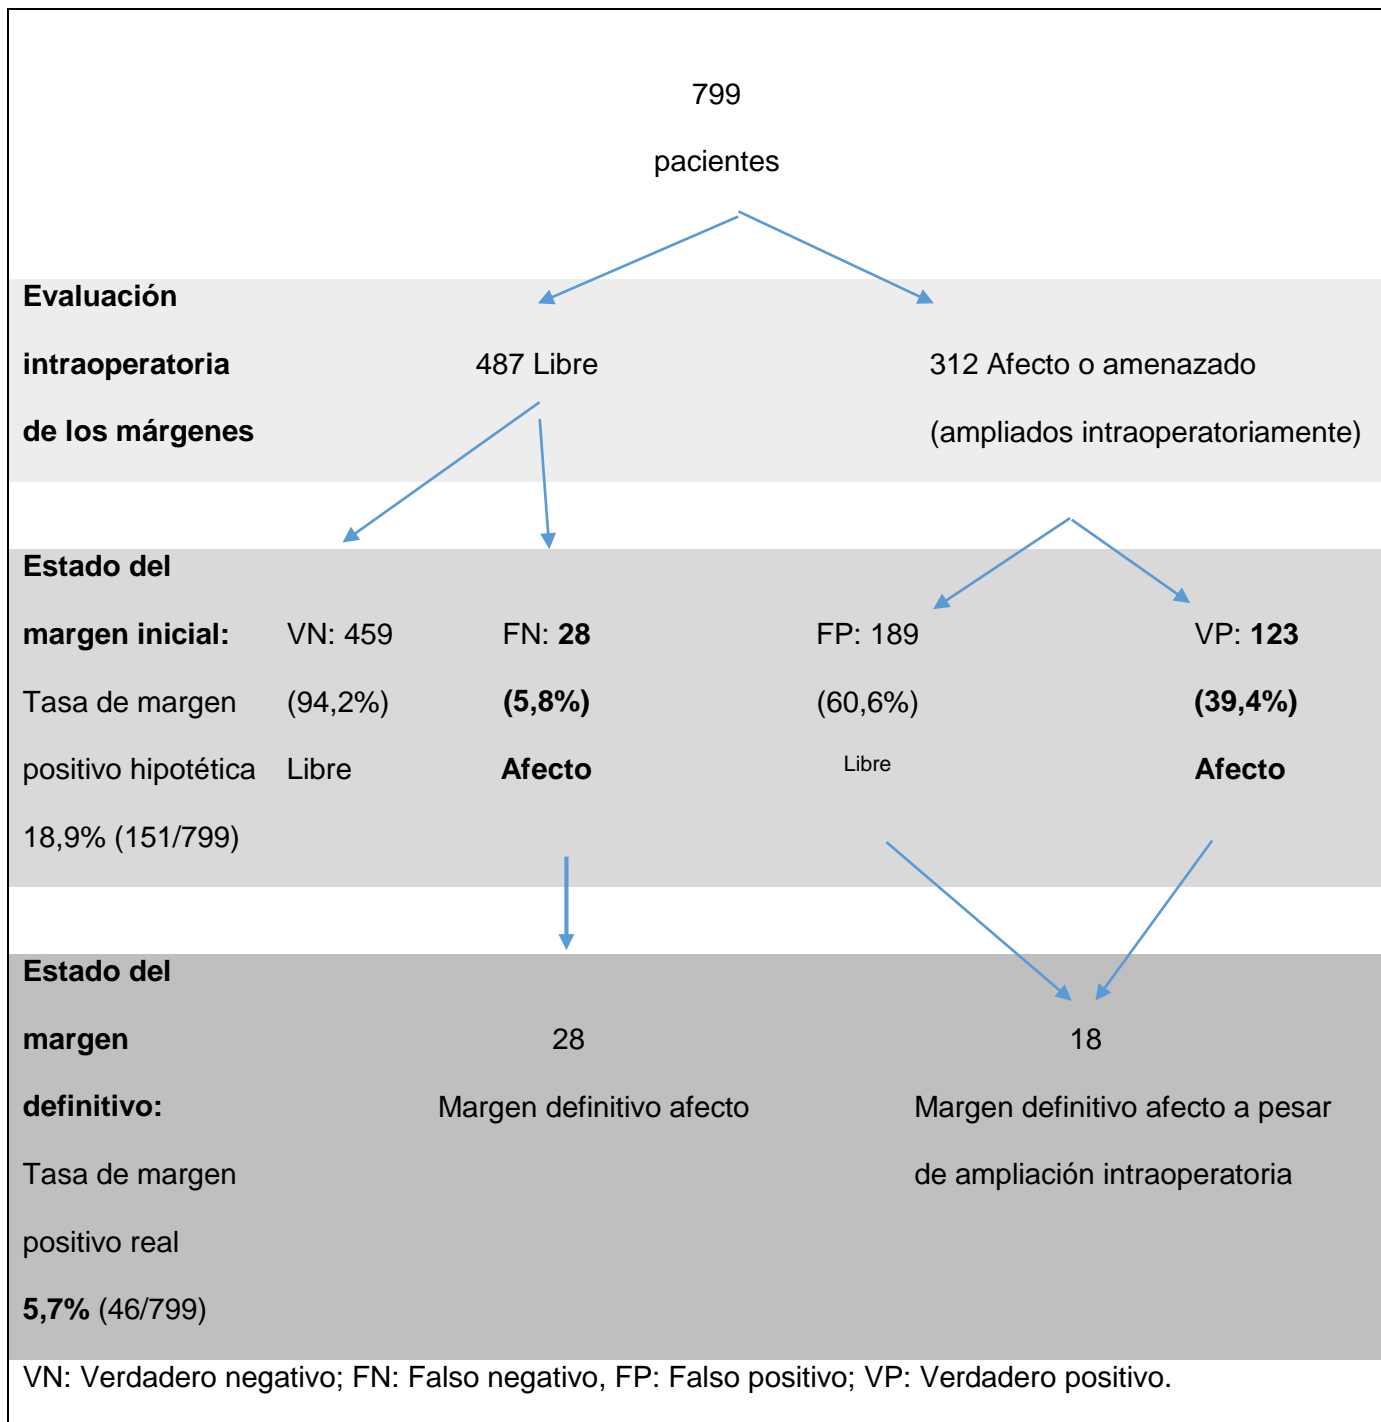 799
pacientes
Evaluación
intraoperatoria 487 Libre 312 Afecto o amenazado
de los márgenes (ampliados intraoperatoriamente)
Estado del
margen inicial: VN: 459 FN: 28 FP: 189 VP: 123
Tasa de margen (94,2%) (5,8%) (60,6%) (39,4%)
positivo hipotética Libre Afecto Libre Afecto
18,9% (151/799)
Estado del
margen 28 18
definitivo: Margen definitivo afecto Margen definitivo afecto a pesar
Tasa de margen de ampliación intraoperatoria
positivo real
5,7% (46/799)
VN: Verdadero negativo; FN: Falso negativo, FP: Falso positivo; VP: Verdadero positivo.